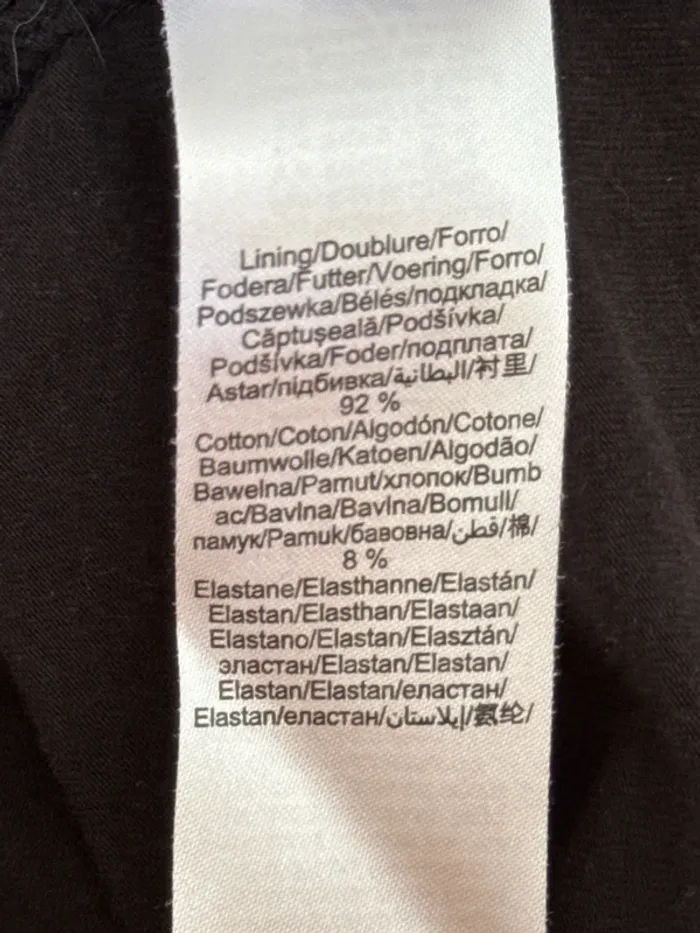 Lining/Doublure/Forro/
Fodera/Futter/Voering/Forro/
Podszewka/Bélés/подкладка/
Căptușeală/Podšívka/
Podšívka/Foder/подплата/
Astar/підбивка/البطانية/衬里/
92 %
Cotton/Coton/Algodón/Cotone/
Baumwolle/Katoen/Algodão/
Bawełna/Pamut/хлопок/Bumb
ac/Bavlna/Bavlna/Bomull/
памук/Pamuk/бавовна/قطن/棉/
8 %
Elastane/Elasthanne/Elastán/
Elastan/Elasthan/Elastaan/
Elastano/Elastan/Elasztán/
эластан/Elastan/Elastan/
Elastan/Elastan/еластан/
Elastan/еластан/إيلاستان/氨纶/